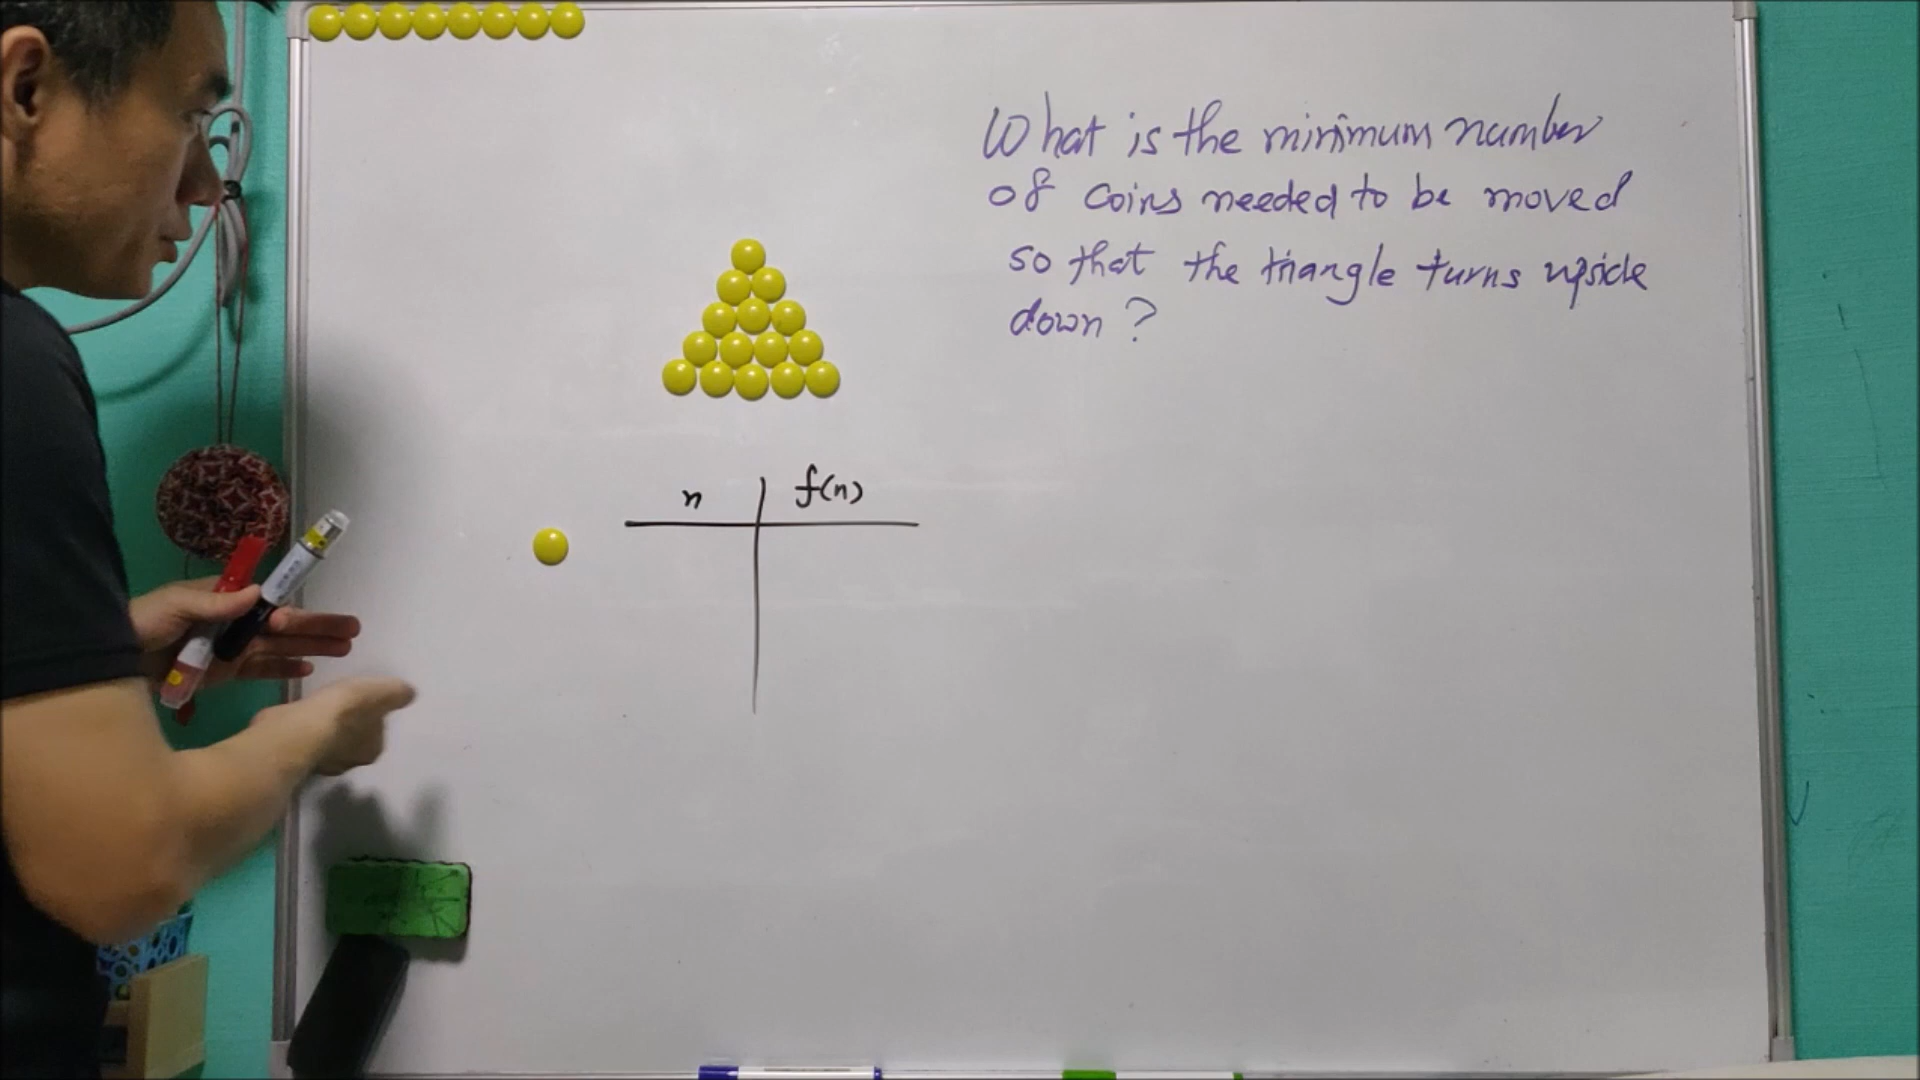 What is the minimum number
of coins needed to be moved
so that the triangle turns upside
down?
n f(n)